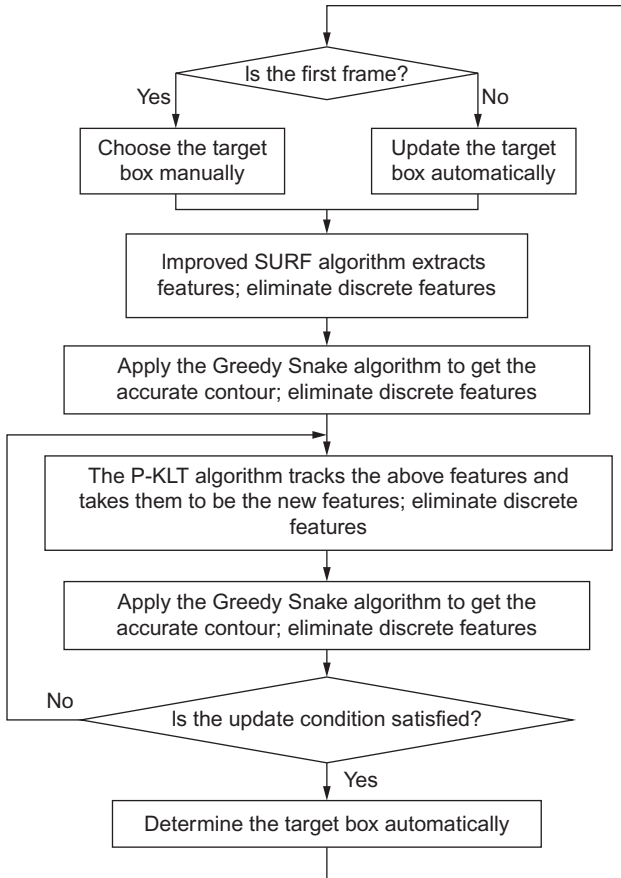 Is the first frame?
Yes
No
Choose the target
box manually
Update the target
box automatically
Improved SURF algorithm extracts
features; eliminate discrete features
Apply the Greedy Snake algorithm to get the
accurate contour; eliminate discrete features
The P-KLT algorithm tracks the above features and
takes them to be the new features; eliminate discrete
features
Apply the Greedy Snake algorithm to get the
accurate contour; eliminate discrete features
No
Is the update condition satisfied?
Yes
Determine the target box automatically